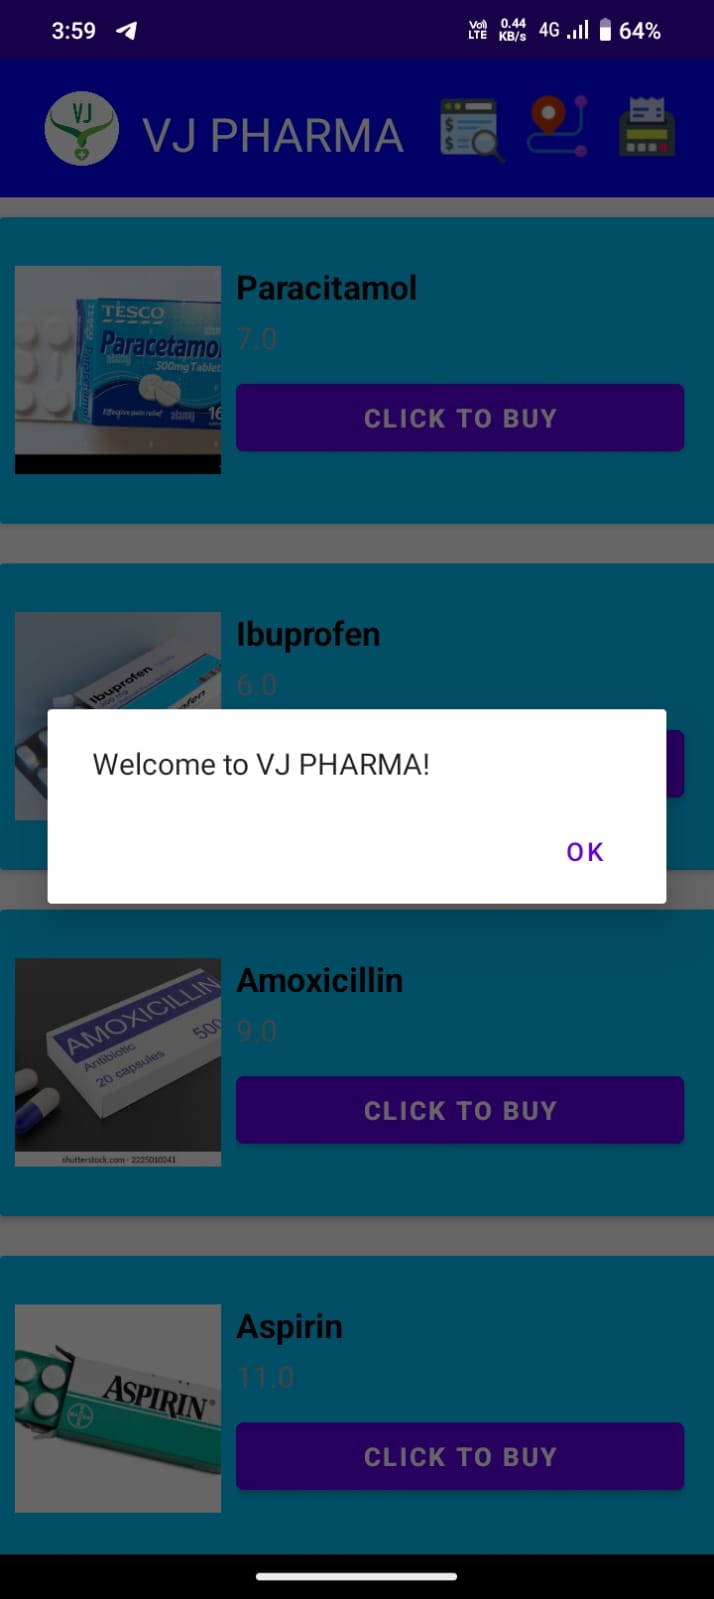 3:59
Vo) LTE
0.44 KB/s
4G
64%
VJ
VJ PHARMA
Paracitamol
7.0
TESCO
Paracetamol
500mg Tablet
Effective pain relief
alamy
16
CLICK TO BUY
Ibuprofen
6.0
Ibuprofen
Welcome to VJ PHARMA!
OK
Amoxicillin
9.0
AMOXICILLIN
Antibiotic
500
20 capsules
shutterstock.com · 2225010241
CLICK TO BUY
Aspirin
11.0
ASPIRIN
CLICK TO BUY